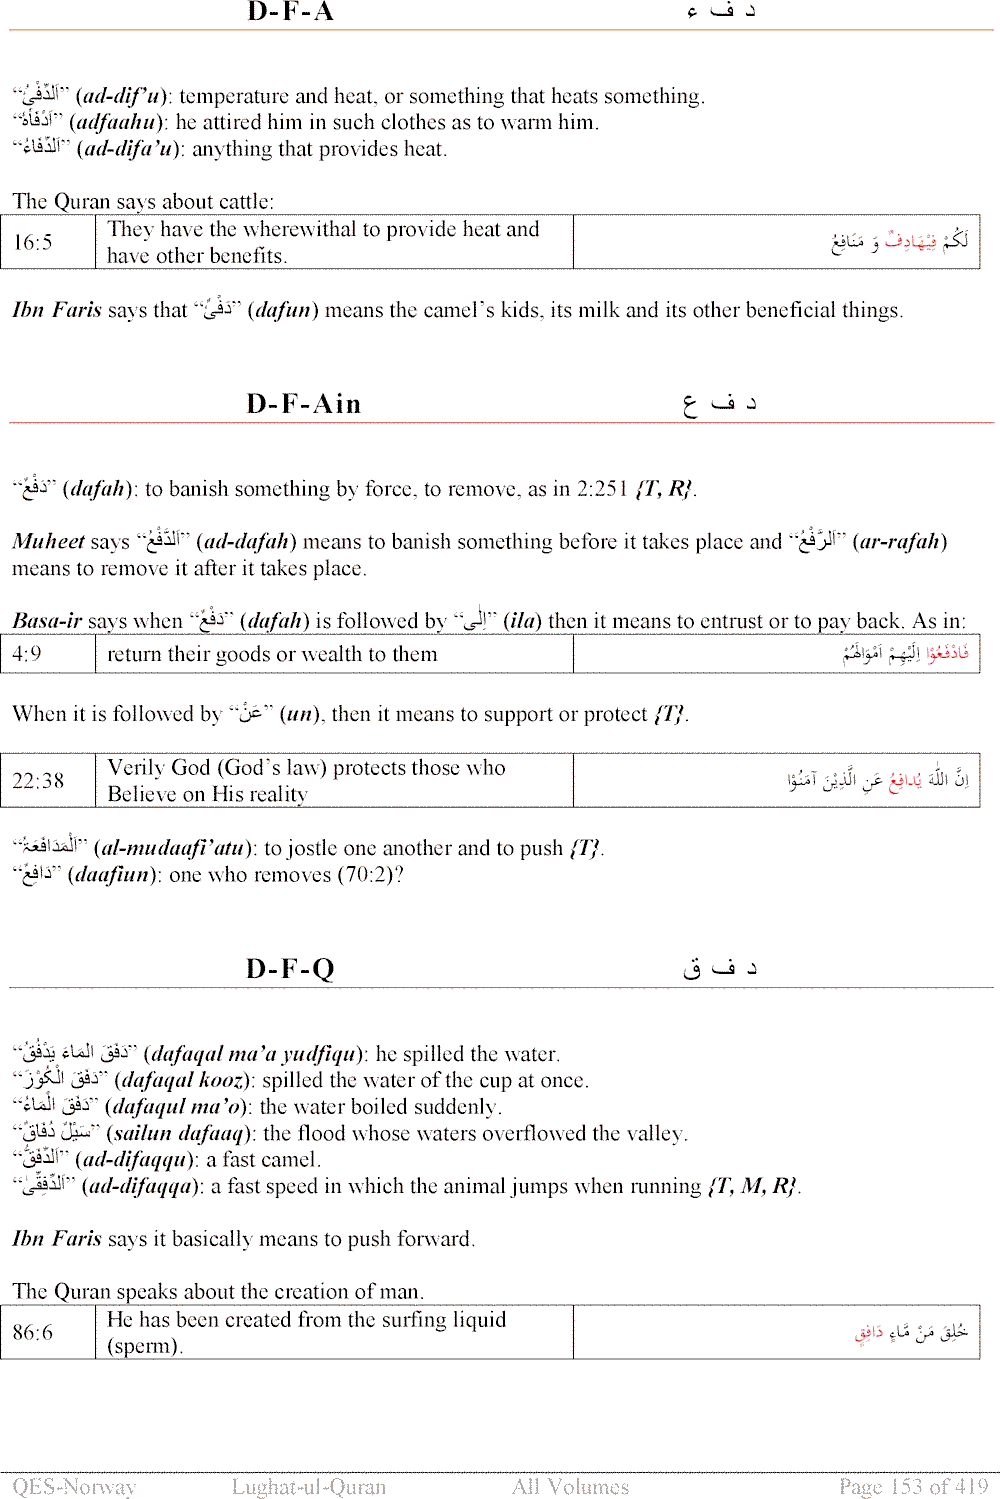 D-F-A د ف ء
“اَلدِّفْیُٔ” (ad-dif’u): temperature and heat, or something that heats something.
“اَدْفَاَہٗ” (adfaahu): he attired him in such clothes as to warm him.
“اَلدِّفَاءُ” (ad-difa’u): anything that provides heat.
The Quran says about cattle:
16:5 They have the wherewithal to provide heat and have other benefits. لَكُمْ فِيْهَادِفٌ وَ مَنَافِعُ
Ibn Faris says that “دَفْیٌٔ” (dafun) means the camel’s kids, its milk and its other beneficial things.
D-F-Ain د ف ع
“دَفْعٌ” (dafah): to banish something by force, to remove, as in 2:251 {T, R}.
Muheet says “اَلدَّفْعُ” (ad-dafah) means to banish something before it takes place and “اَلرَّفْعُ” (ar-rafah)
means to remove it after it takes place.
Basa-ir says when “دَفْعٌ” (dafah) is followed by “اِلٰی” (ila) then it means to entrust or to pay back. As in:
4:9 return their goods or wealth to them فَادْفَعُوْا اِلَيْهِمْ اَمْوَالَهُمْ
When it is followed by “عَنْ” (un), then it means to support or protect {T}.
22:38 Verily God (God’s law) protects those who Believe on His reality اِنَّ اللّٰهَ يُدافِعُ عَنِ الَّذِيْنَ آمَنُوْا
“اَلْمَدَافَعَۃُ” (al-mudaafi’atu): to jostle one another and to push {T}.
“دَافِعٌ” (daafiun): one who removes (70:2)?
D-F-Q د ف ق
“دَفَقَ الْمَاءَ يَدْفُقُ” (dafaqal ma’a yudfiqu): he spilled the water.
“دَفَقَ الْكُوْزَ” (dafaqal kooz): spilled the water of the cup at once.
“دَفَقَ الْمَاءُ” (dafaqul ma’o): the water boiled suddenly.
“سَيْلٌ دُفَاقٌ” (sailun dafaaq): the flood whose waters overflowed the valley.
“اَلدِّفَقُّ” (ad-difaqqu): a fast camel.
“اَلدِّفِقّٰی” (ad-difaqqa): a fast speed in which the animal jumps when running {T, M, R}.
Ibn Faris says it basically means to push forward.
The Quran speaks about the creation of man.
86:6 He has been created from the surfing liquid (sperm). خُلِقَ مَنْ مَّاءٍ دَافِقٍ
QES-Norway Lughat-ul-Quran All Volumes Page 153 of 419